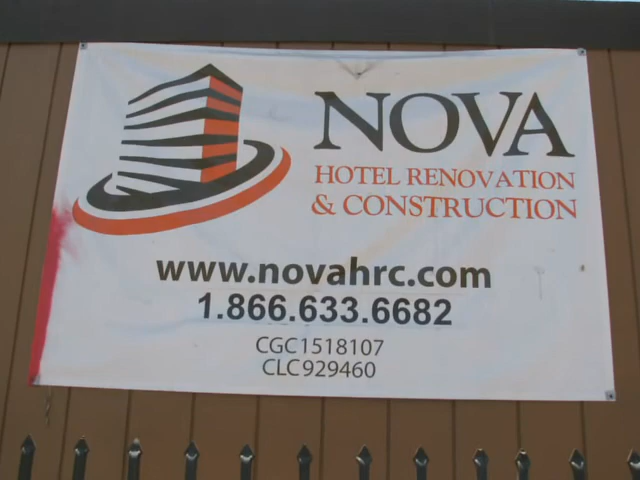 NOVA
HOTEL RENOVATION
& CONSTRUCTION
www.novahrc.com
1.866.633.6682
CGC1518107
CLC929460